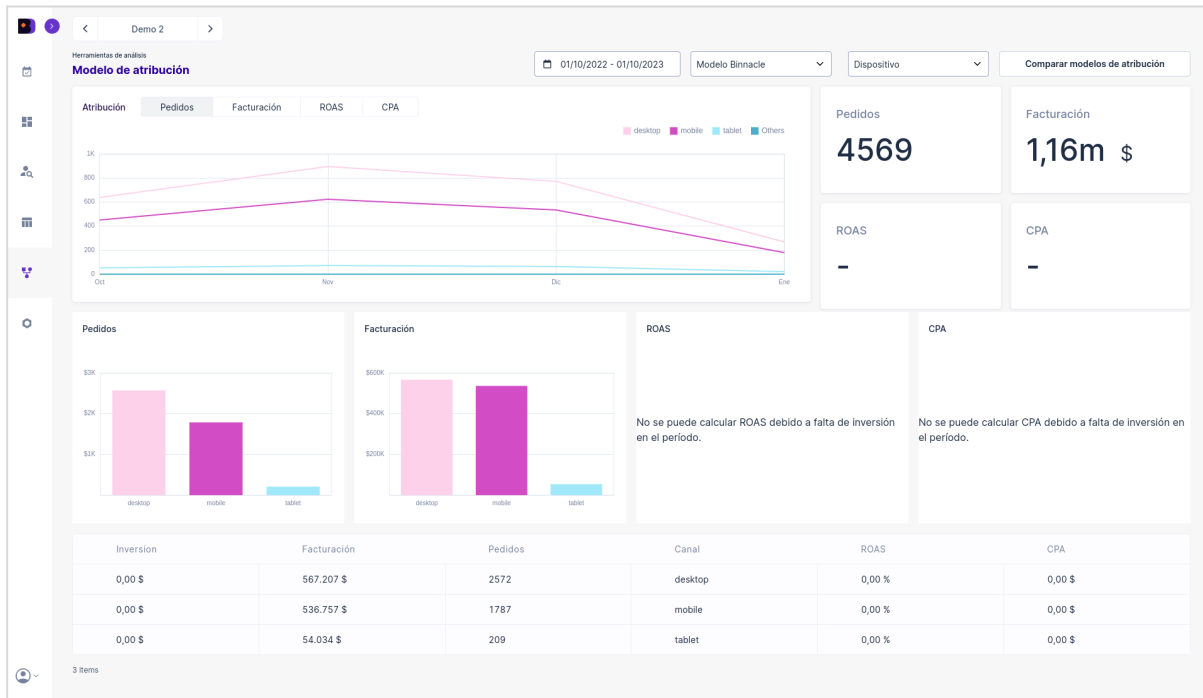 Demo 2
Herramientas de análisis
Modelo de atribución
01/10/2022 - 01/10/2023
Modelo Binnacle
Dispositivo
Comparar modelos de atribución
Atribución Pedidos Facturación ROAS CPA
desktop mobile tablet Others
1K
800
600
400
200
0
Oct Nov Dic Ene
Pedidos
4569
Facturación
1,16m $
ROAS
-
CPA
-
Pedidos
$3K
$2K
$1K
desktop mobile tablet
Facturación
$600K
$400K
$200K
desktop mobile tablet
ROAS
No se puede calcular ROAS debido a falta de inversión
en el período.
CPA
No se puede calcular CPA debido a falta de inversión en
el período.
Inversion Facturación Pedidos Canal ROAS CPA
0,00 $ 567.207 $ 2572 desktop 0,00 % 0,00 $
0,00 $ 536.757 $ 1787 mobile 0,00 % 0,00 $
0,00 $ 54.034 $ 209 tablet 0,00 % 0,00 $
3 items